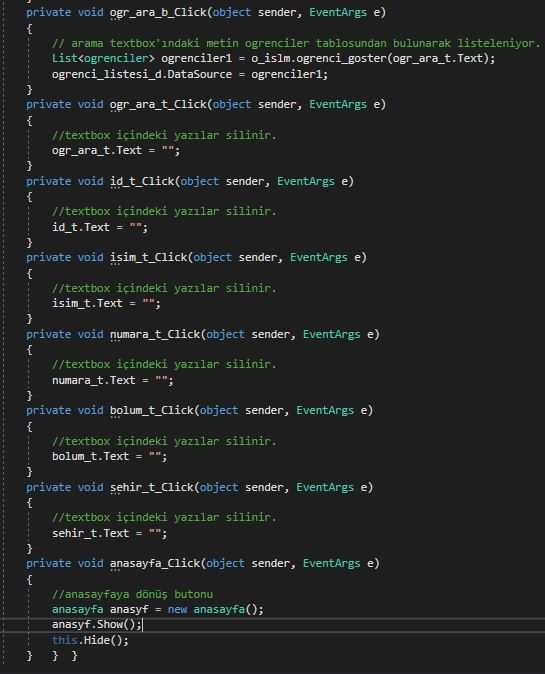 private void ogr_ara_b_Click(object sender, EventArgs e)
{
// arama textbox'ındaki metin ogrenciler tablosundan bulunarak listeleniyor.
List<ogrenciler> ogrenciler1 = o_islm.ogrenci_goster(ogr_ara_t.Text);
ogrenci_listesi_d.DataSource = ogrenciler1;
}
private void ogr_ara_t_Click(object sender, EventArgs e)
{
//textbox içindeki yazılar silinir.
ogr_ara_t.Text = "";
}
private void id_t_Click(object sender, EventArgs e)
{
//textbox içindeki yazılar silinir.
id_t.Text = "";
}
private void isim_t_Click(object sender, EventArgs e)
{
//textbox içindeki yazılar silinir.
isim_t.Text = "";
}
private void numara_t_Click(object sender, EventArgs e)
{
//textbox içindeki yazılar silinir.
numara_t.Text = "";
}
private void bolum_t_Click(object sender, EventArgs e)
{
//textbox içindeki yazılar silinir.
bolum_t.Text = "";
}
private void sehir_t_Click(object sender, EventArgs e)
{
//textbox içindeki yazılar silinir.
sehir_t.Text = "";
}
private void anasayfa_Click(object sender, EventArgs e)
{
//anasayfaya dönüş butonu
anasayfa anasyf = new anasayfa();
anasyf.Show();
this.Hide();
} } }